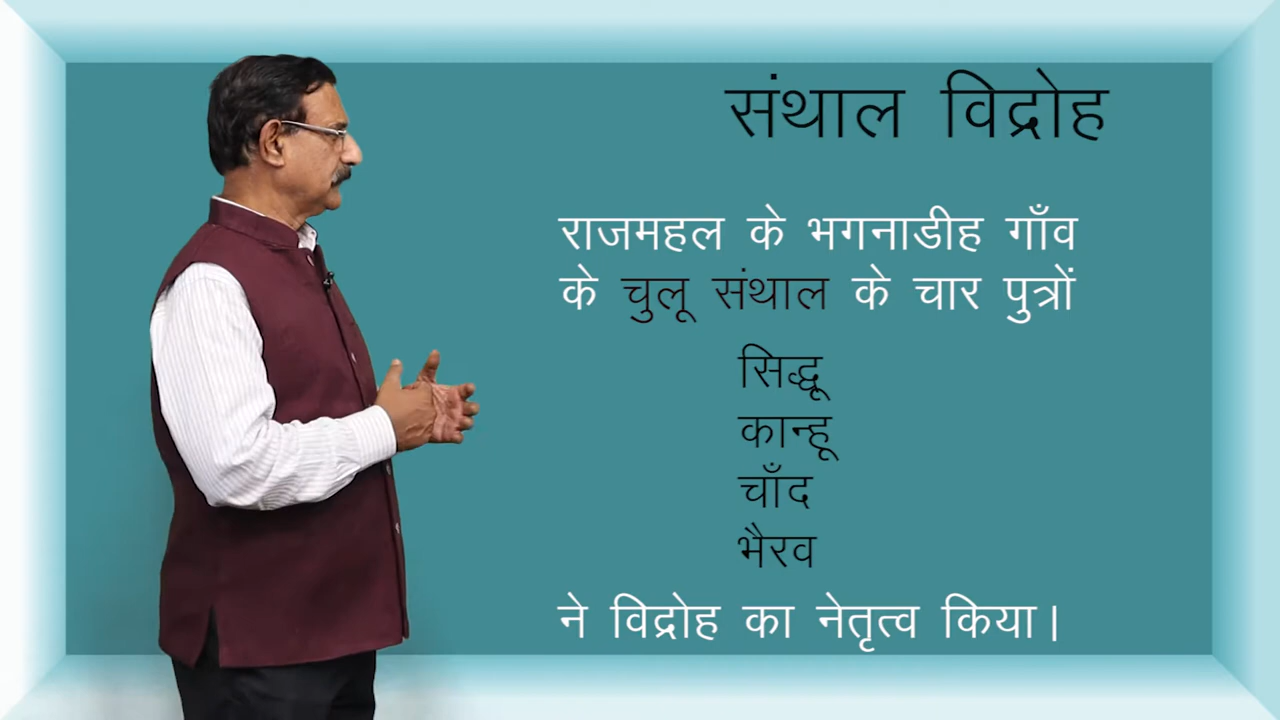 संथाल विद्रोह
राजमहल के भगनाडीह गाँव
के चुलू संथाल के चार पुत्रों
सिद्धू
कान्हू
चाँद
भैरव
ने विद्रोह का नेतृत्व किया।